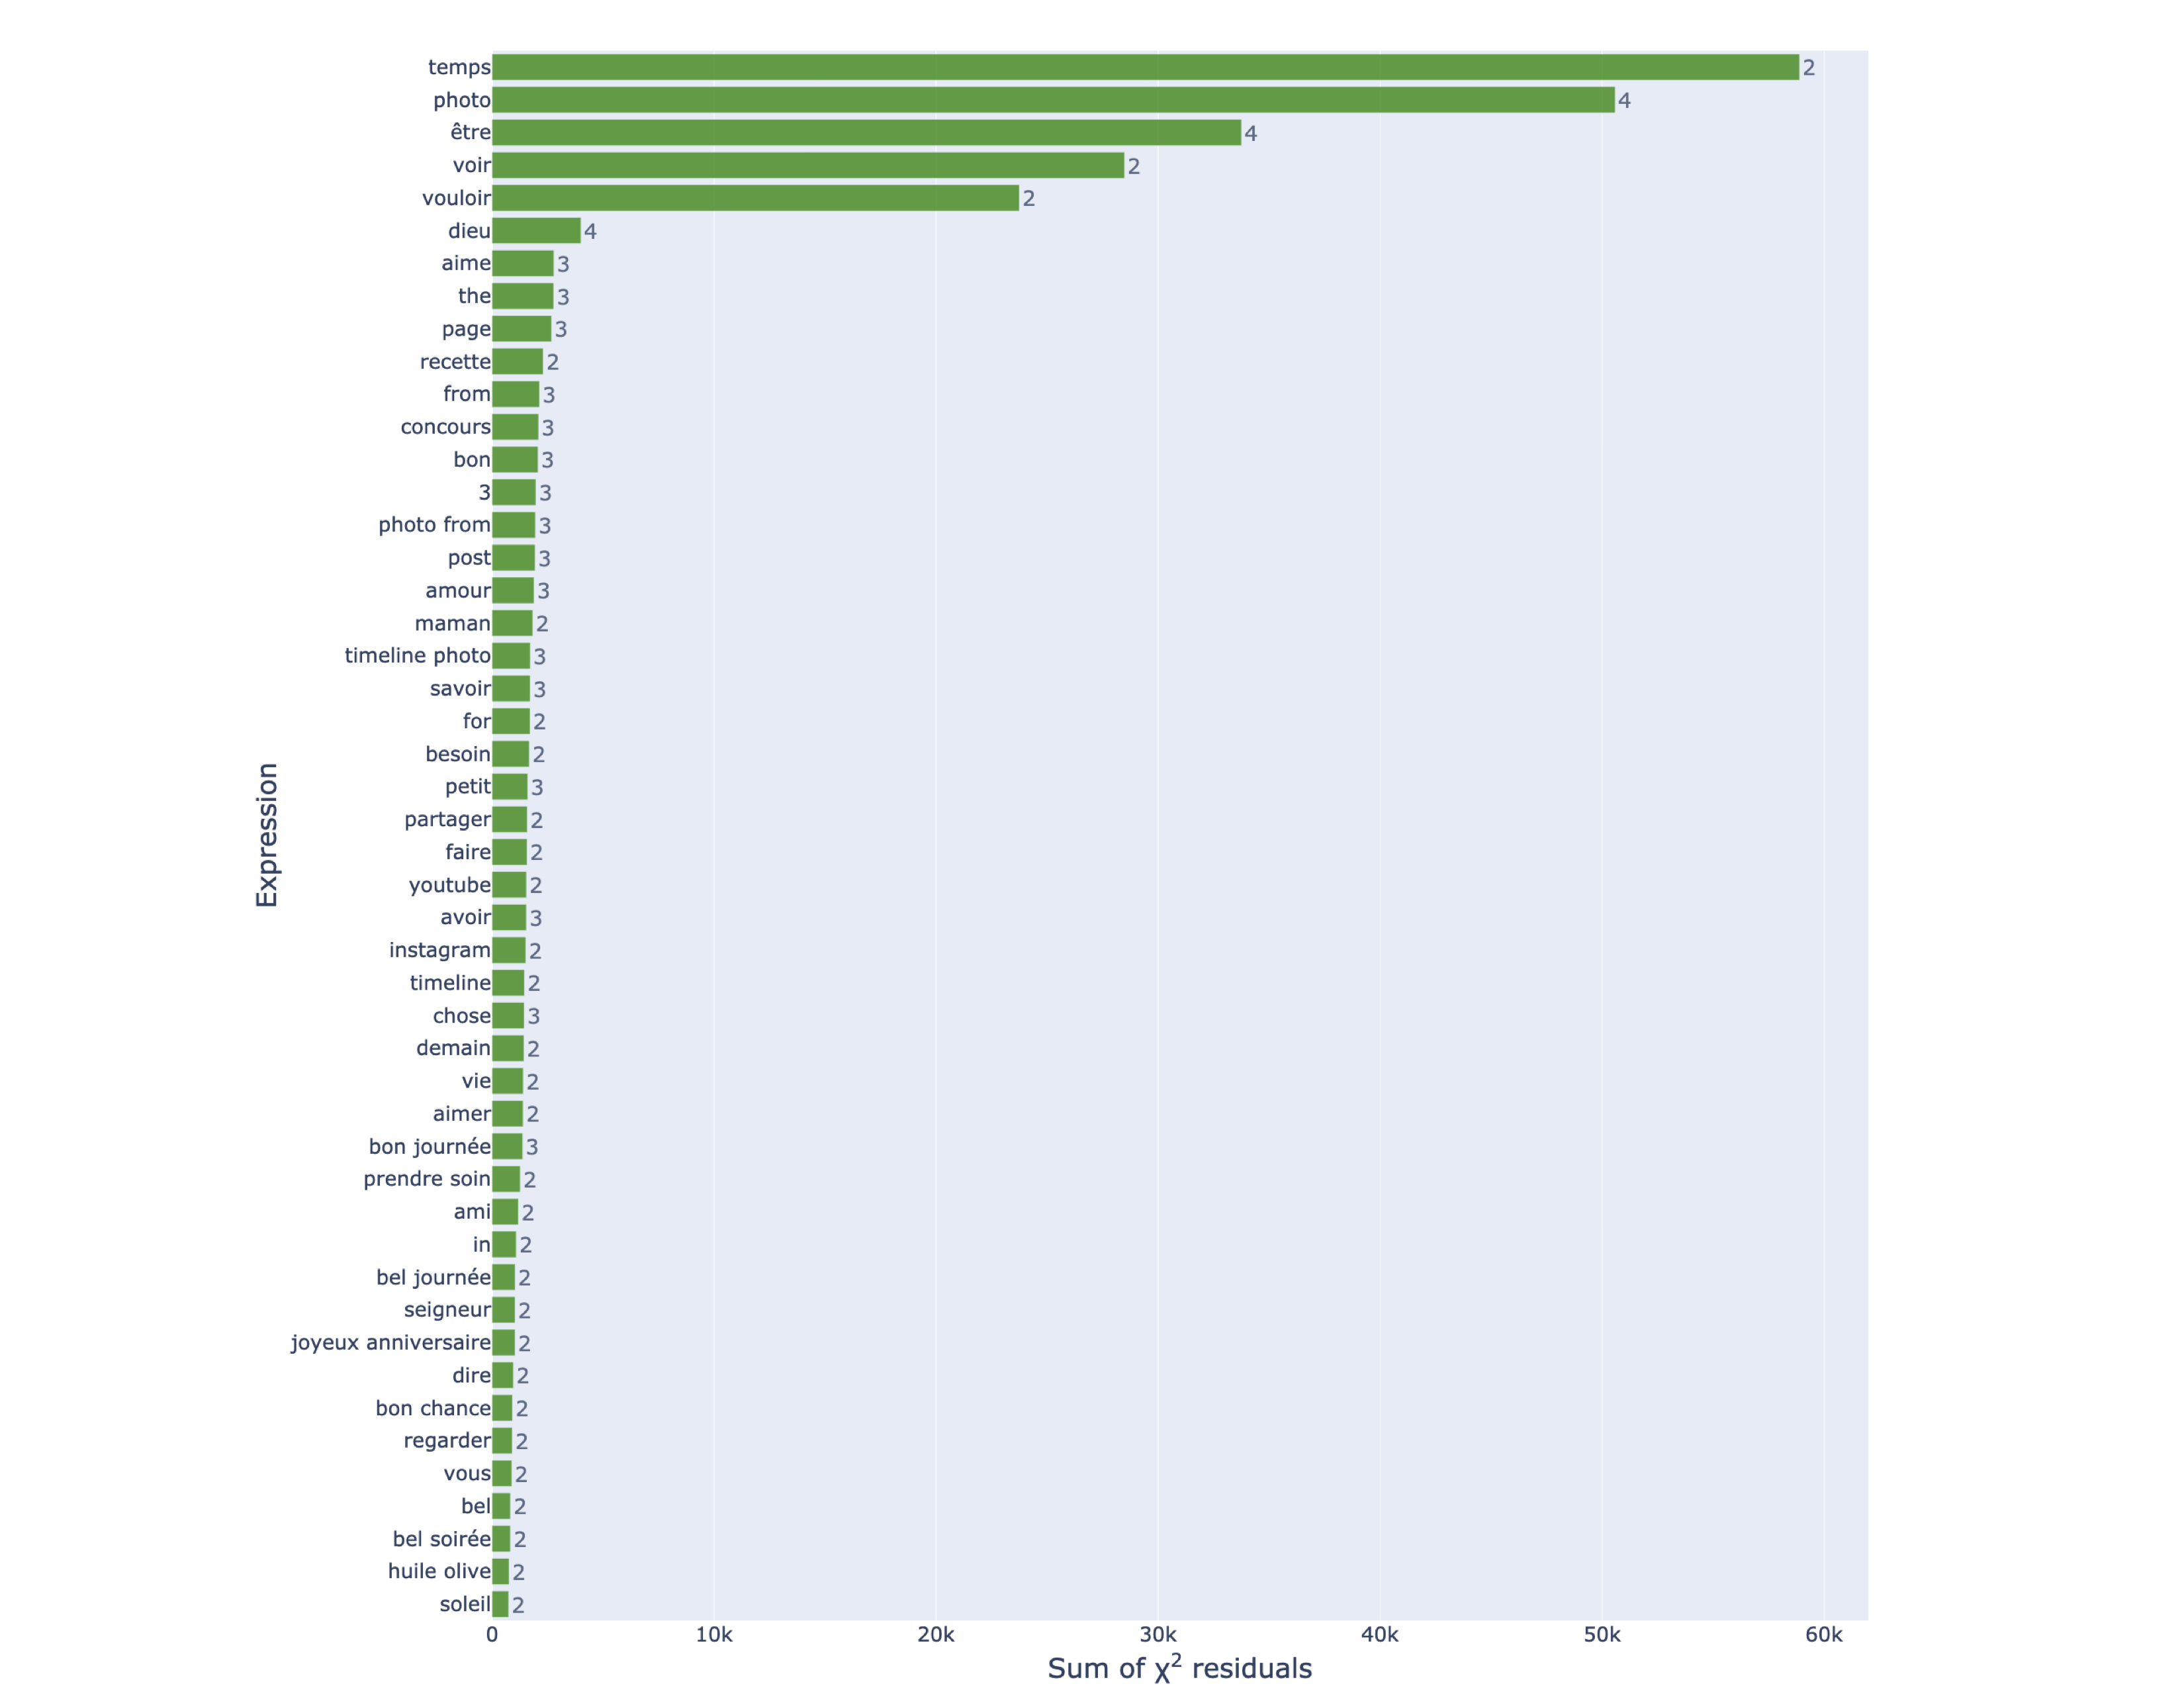 temps 2
photo 4
être 4
voir 2
vouloir 2
dieu 4
aime 3
the 3
page 3
recette 2
from 3
concours 3
bon 3
3 3
photo from 3
post 3
amour 3
maman 2
timeline photo 3
savoir 3
for 2
besoin 2
petit 3
partager 2
faire 2
youtube 2
avoir 3
instagram 2
timeline 2
chose 3
demain 2
vie 2
aimer 2
bon journée 3
prendre soin 2
ami 2
in 2
bel journée 2
seigneur 2
joyeux anniversaire 2
dire 2
bon chance 2
regarder 2
vous 2
bel 2
bel soirée 2
huile olive 2
soleil 2
0 10k 20k 30k 40k 50k 60k
Sum of χ² residuals
Expression